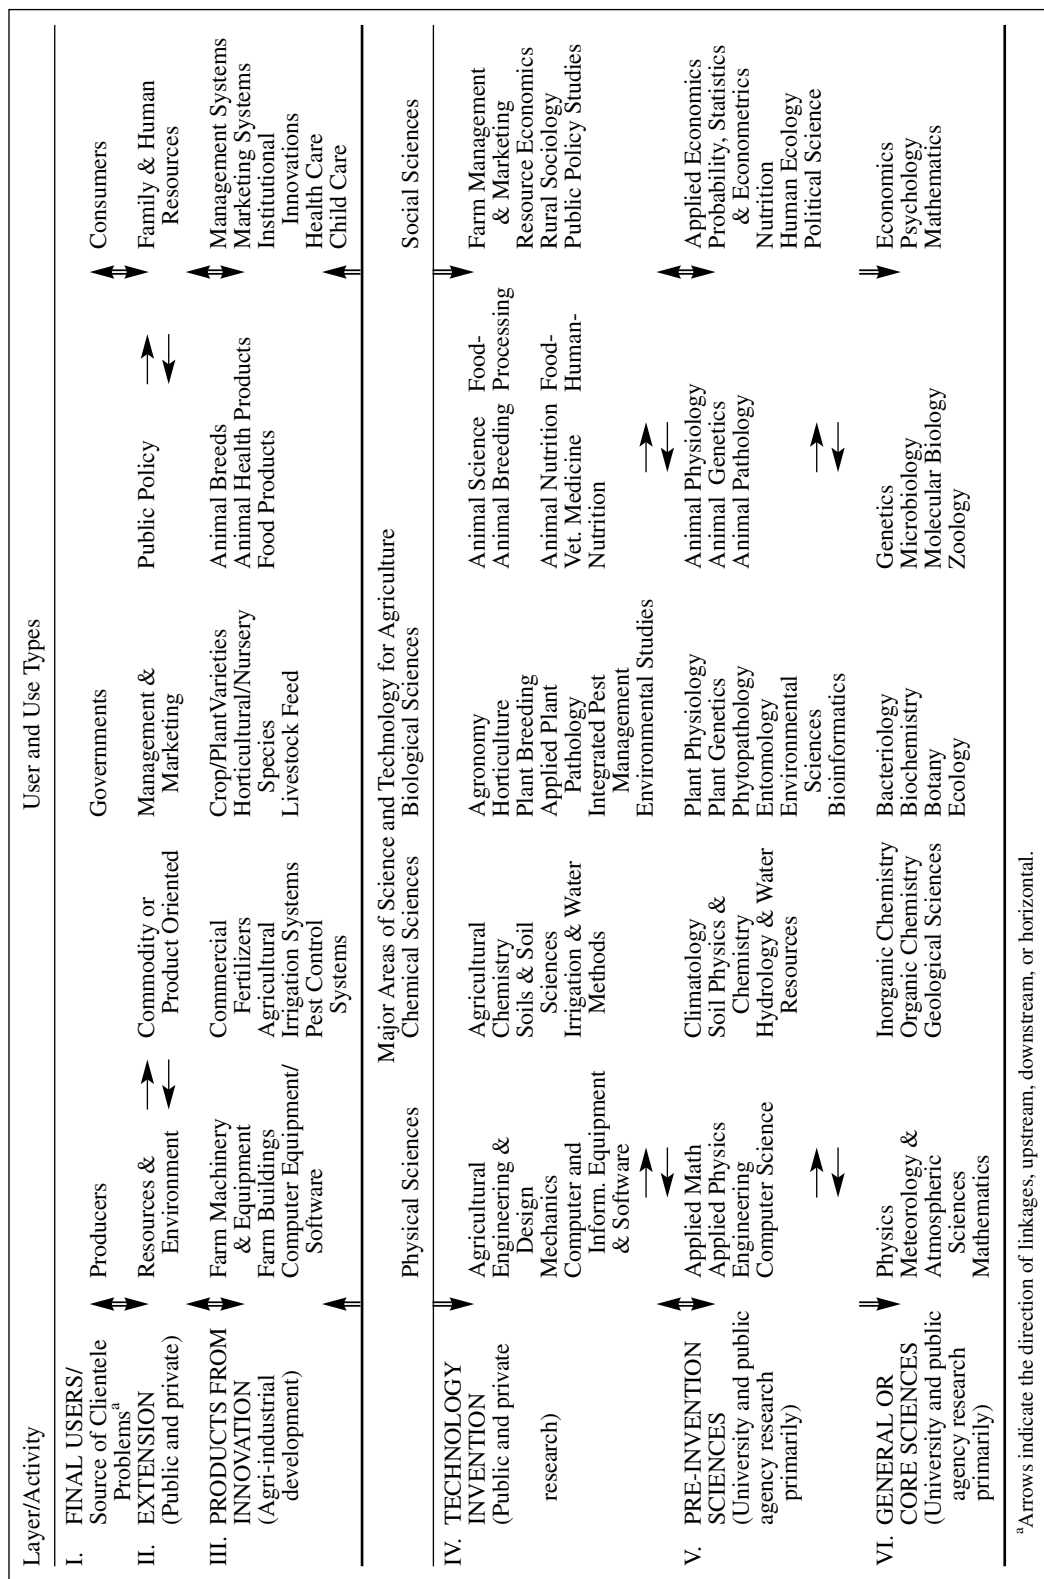 Layer/Activity
User and Use Types
I. FINAL USERS/
Source of Clientele
Problemsa
Producers
Governments
Consumers
II. EXTENSION
(Public and private)
Resources &
Environment
Commodity or
Product Oriented
Management &
Marketing
Public Policy
Family & Human
Resources
III. PRODUCTS FROM
INNOVATION
(Agri-industrial
development)
Farm Machinery
& Equipment
Farm Buildings
Computer Equipment/
Software
Commercial
Fertilizers
Agricultural
Irrigation Systems
Pest Control
Systems
Crop/PlantVarieties
Horticultural/Nursery
Species
Livestock Feed
Animal Breeds
Animal Health Products
Food Products
Management Systems
Marketing Systems
Institutional
Innovations
Health Care
Child Care
Major Areas of Science and Technology for Agriculture
Physical Sciences
Chemical Sciences
Biological Sciences
Social Sciences
IV. TECHNOLOGY
INVENTION
(Public and private
research)
Agricultural
Engineering &
Design
Mechanics
Computer and
Inform. Equipment
& Software
Agricultural
Chemistry
Soils & Soil
Sciences
Irrigation & Water
Methods
Agronomy
Horticulture
Plant Breeding
Applied Plant
Pathology
Integrated Pest
Management
Environmental Studies
Animal Science Food-
Animal Breeding Processing
Animal Nutrition Food-
Vet. Medicine Human-
Nutrition
Farm Management
& Marketing
Resource Economics
Rural Sociology
Public Policy Studies
V. PRE-INVENTION
SCIENCES
(University and public
agency research
primarily)
Applied Math
Applied Physics
Engineering
Computer Science
Climatology
Soil Physics &
Chemistry
Hydrology & Water
Resources
Plant Physiology
Plant Genetics
Phytopathology
Entomology
Environmental
Sciences
Bioinformatics
Animal Physiology
Animal Genetics
Animal Pathology
Applied Economics
Probability, Statistics
& Econometrics
Nutrition
Human Ecology
Political Science
VI. GENERAL OR
CORE SCIENCES
(University and public
agency research
primarily)
Physics
Meteorology &
Atmospheric
Sciences
Mathematics
Inorganic Chemistry
Organic Chemistry
Geological Sciences
Bacteriology
Biochemistry
Botany
Ecology
Genetics
Microbiology
Molecular Biology
Zoology
Economics
Psychology
Mathematics
aArrows indicate the direction of linkages, upstream, downstream, or horizontal.